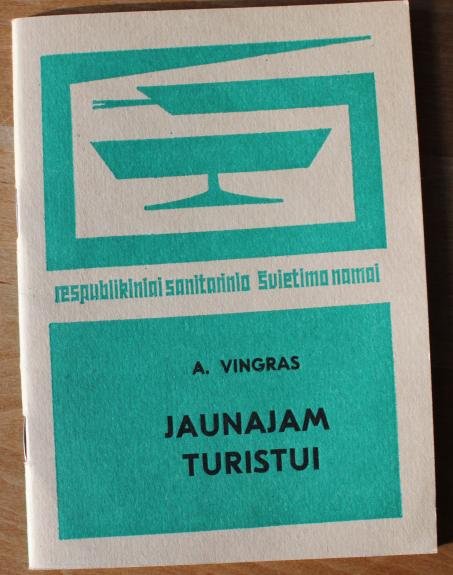 respublikiniai sanitarinio švietimo namai
A. VINGRAS
JAUNAJAM
TURISTUI